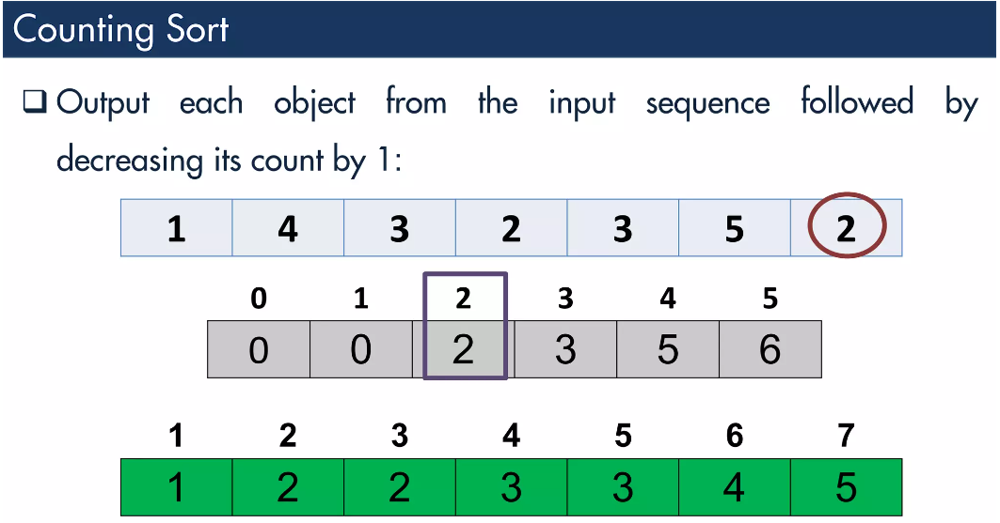 Counting Sort
Output each object from the input sequence followed by
decreasing its count by 1:
1 4 3 2 3 5 2
0 1 2 3 4 5
0 0 2 3 5 6
1 2 3 4 5 6 7
1 2 2 3 3 4 5